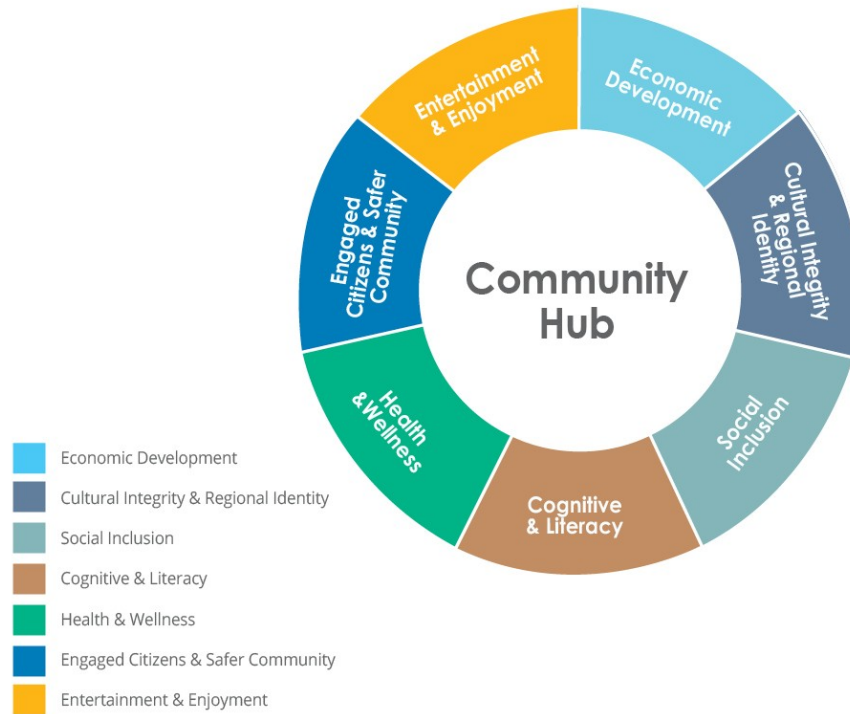 Entertainment
& Enjoyment
Economic
Development
Engaged
Citizens & Safer
Community
Cultural Integrity
& Regional
Identity
Community
Hub
Health
&Wellness
Social
Inclusion
Cognitive
& Literacy
Economic Development
Cultural Integrity & Regional Identity
Social Inclusion
Cognitive & Literacy
Health & Wellness
Engaged Citizens & Safer Community
Entertainment & Enjoyment